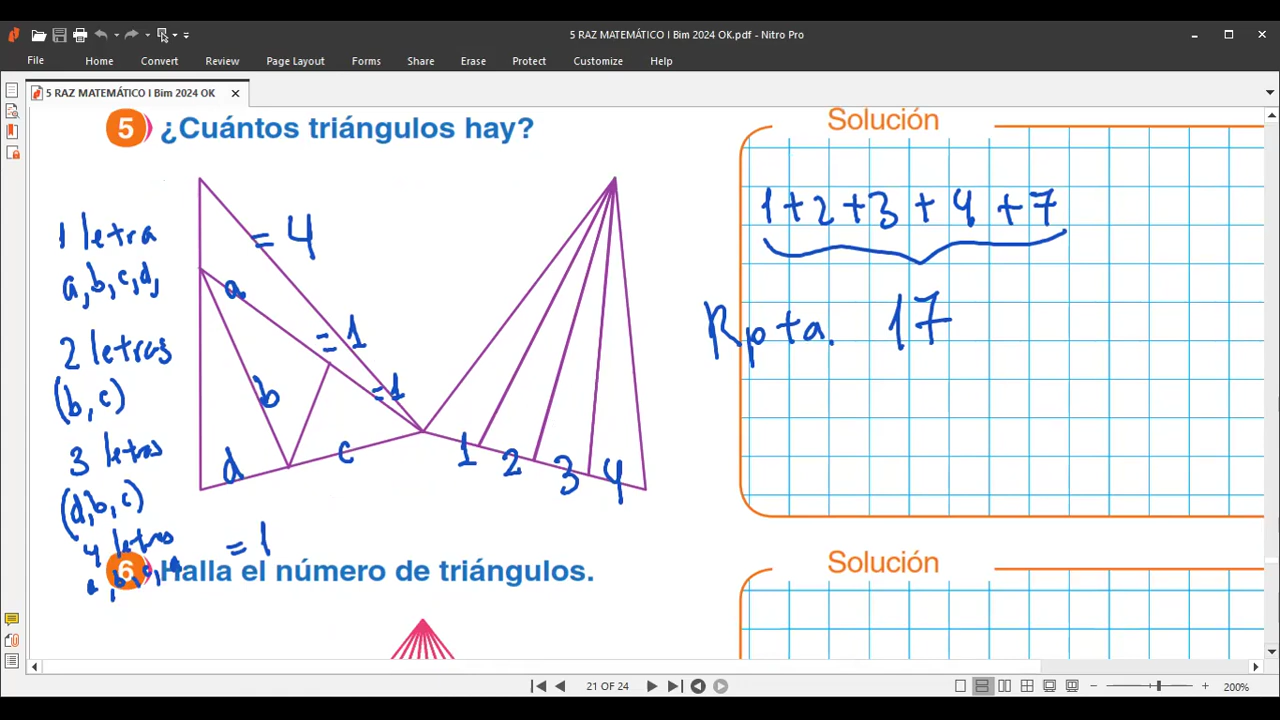 5 RAZ MATEMÁTICO I Bim 2024 OK.pdf - Nitro Pro
File Home Convert Review Page Layout Forms Share Erase Protect Customize Help
5 RAZ MATEMÁTICO I Bim 2024 OK
5 ¿Cuántos triángulos hay?
1 letra
a, b, c, d,
2 letras
(b, c)
3 letras
(d, b, c)
4 letras
a, b, c, d
= 4
= 1
= 1
= 1
a
b
d
c
1 2 3 4
Solución
1 + 2 + 3 + 4 + 7
Rpta. 17
6 Halla el número de triángulos.
Solución
21 OF 24
200%